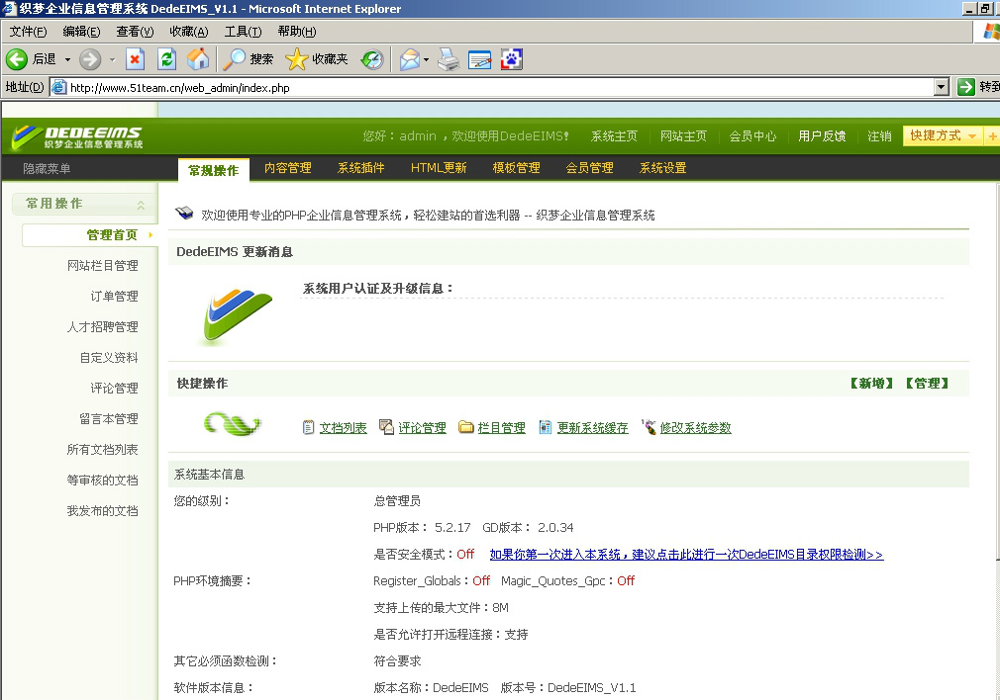 织梦企业信息管理系统 DedeEIMS_V1.1 - Microsoft Internet Explorer
文件(F) 编辑(E) 查看(V) 收藏(A) 工具(T) 帮助(H)
后退 搜索 收藏夹
地址(D) http://www.51team.cn/web_admin/index.php 转到
DEDEEIMS
织梦企业信息管理系统
您好：admin ，欢迎使用DedeEIMS! 系统主页 网站主页 会员中心 用户反馈 注销 快捷方式 +
隐藏菜单 常规操作 内容管理 系统插件 HTML更新 模板管理 会员管理 系统设置
常用操作
管理首页
网站栏目管理
订单管理
人才招聘管理
自定义资料
评论管理
留言本管理
所有文档列表
等审核的文档
我发布的文档
欢迎使用专业的PHP企业信息管理系统，轻松建站的首选利器 -- 织梦企业信息管理系统
DedeEIMS 更新消息
系统用户认证及升级信息：
快捷操作 【新增】 【管理】
文档列表 评论管理 栏目管理 更新系统缓存 修改系统参数
系统基本信息
您的级别： 总管理员
PHP版本： 5.2.17 GD版本： 2.0.34
是否安全模式：Off 如果你第一次进入本系统，建议点击此进行一次DedeEIMS目录权限检测>>
PHP环境摘要： Register_Globals：Off Magic_Quotes_Gpc：Off
支持上传的最大文件：8M
是否允许打开远程连接：支持
其它必须函数检测： 符合要求
软件版本信息： 版本名称：DedeEIMS 版本号：DedeEIMS_V1.1